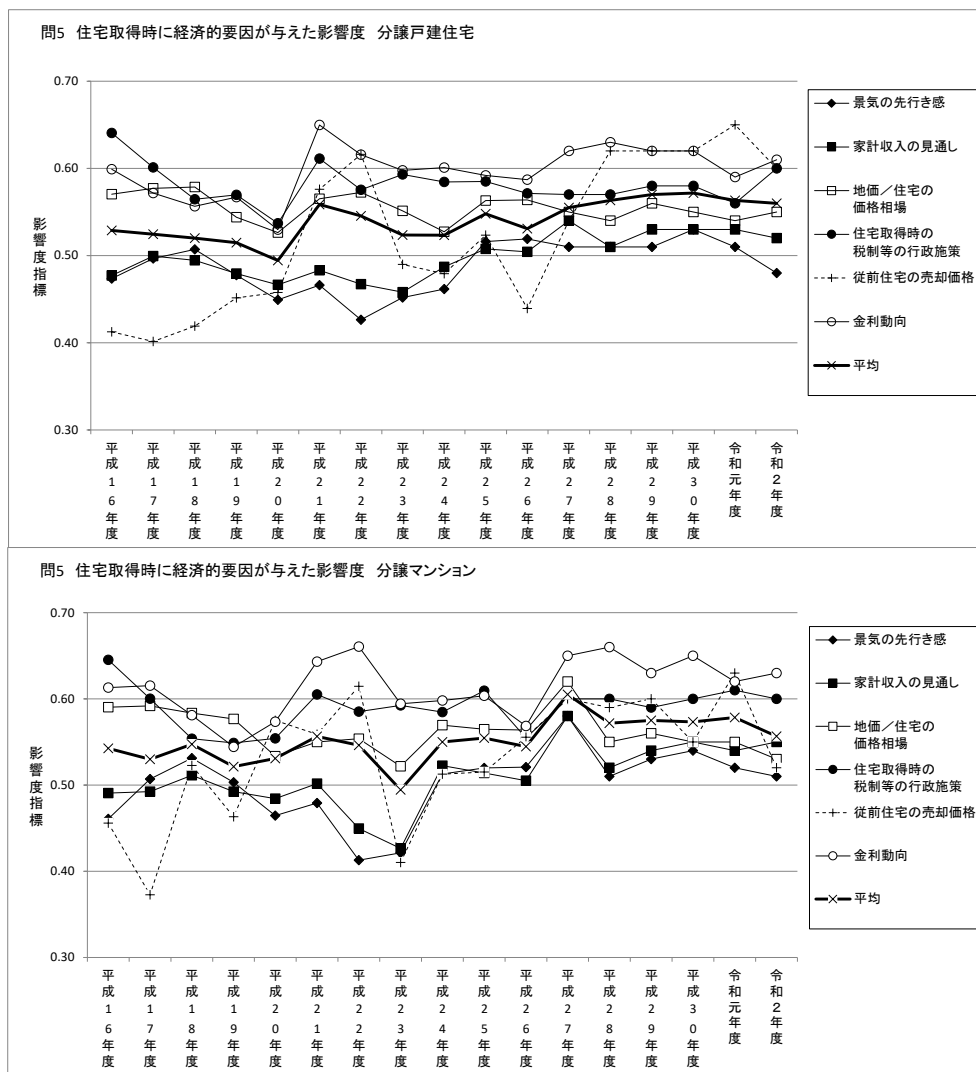 問5 住宅取得時に経済的要因が与えた影響度 分譲戸建住宅
影響度指標
0.70
0.60
0.50
0.40
0.30
平成16年度
平成17年度
平成18年度
平成19年度
平成20年度
平成21年度
平成22年度
平成23年度
平成24年度
平成25年度
平成26年度
平成27年度
平成28年度
平成29年度
平成30年度
令和元年度
令和2年度
景気の先行き感
家計収入の見通し
地価/住宅の
価格相場
住宅取得時の
税制等の行政施策
従前住宅の売却価格
金利動向
平均
問5 住宅取得時に経済的要因が与えた影響度 分譲マンション
影響度指標
0.70
0.60
0.50
0.40
0.30
平成16年度
平成17年度
平成18年度
平成19年度
平成20年度
平成21年度
平成22年度
平成23年度
平成24年度
平成25年度
平成26年度
平成27年度
平成28年度
平成29年度
平成30年度
令和元年度
令和2年度
景気の先行き感
家計収入の見通し
地価/住宅の
価格相場
住宅取得時の
税制等の行政施策
従前住宅の売却価格
金利動向
平均